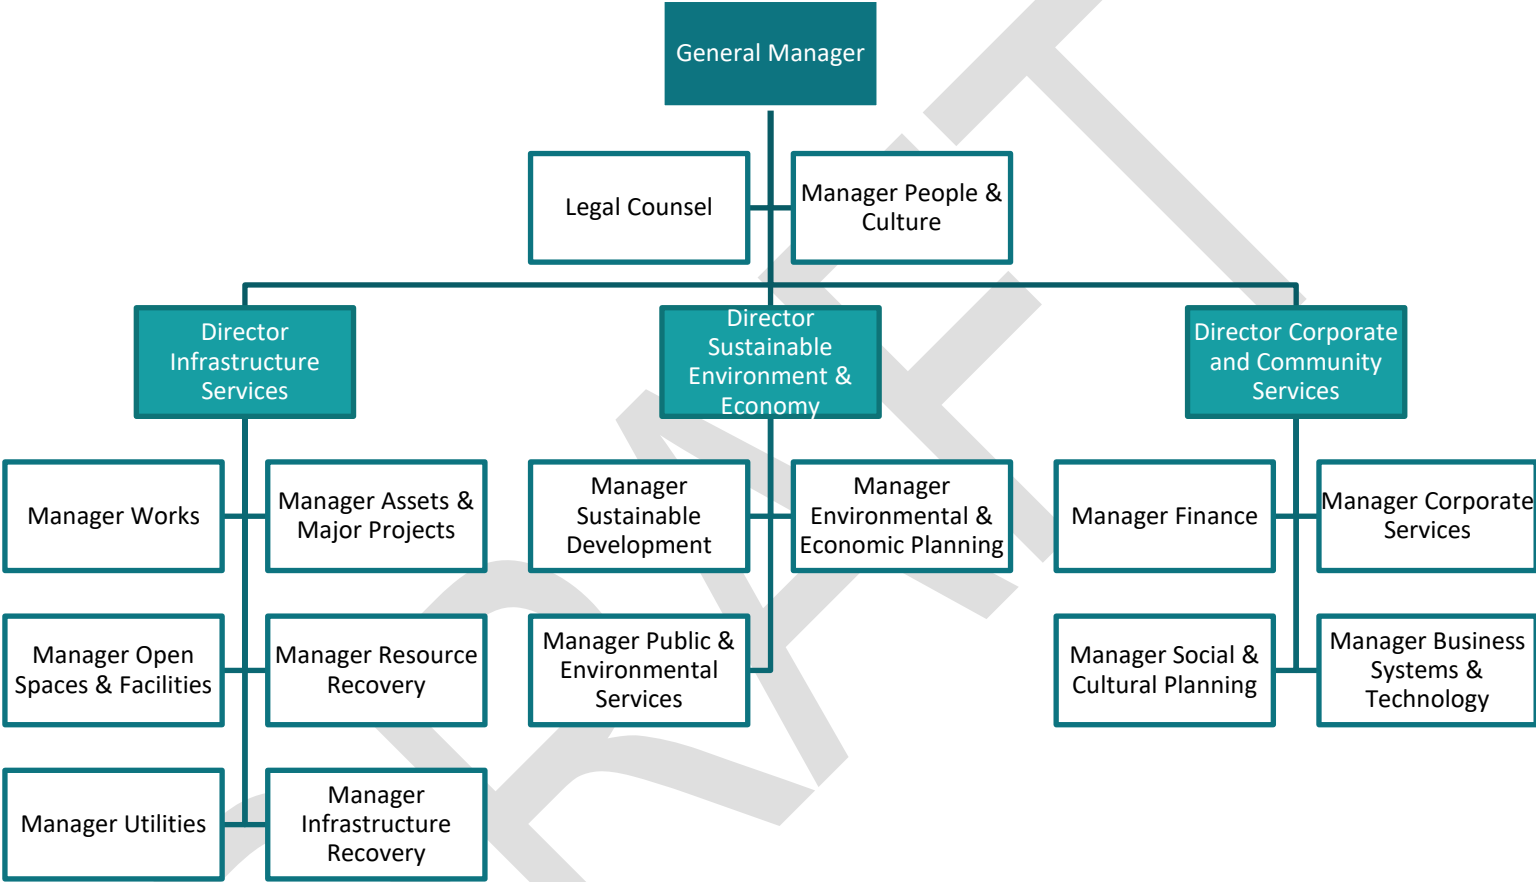 General Manager
Legal Counsel
Manager People &
Culture
Director
Infrastructure
Services
Director
Sustainable
Environment &
Economy
Director Corporate
and Community
Services
Manager Works
Manager Assets &
Major Projects
Manager
Sustainable
Development
Manager
Environmental &
Economic Planning
Manager Finance
Manager Corporate
Services
Manager Open
Spaces & Facilities
Manager Resource
Recovery
Manager Public &
Environmental
Services
Manager Social &
Cultural Planning
Manager Business
Systems &
Technology
Manager Utilities
Manager
Infrastructure
Recovery
DRAFT